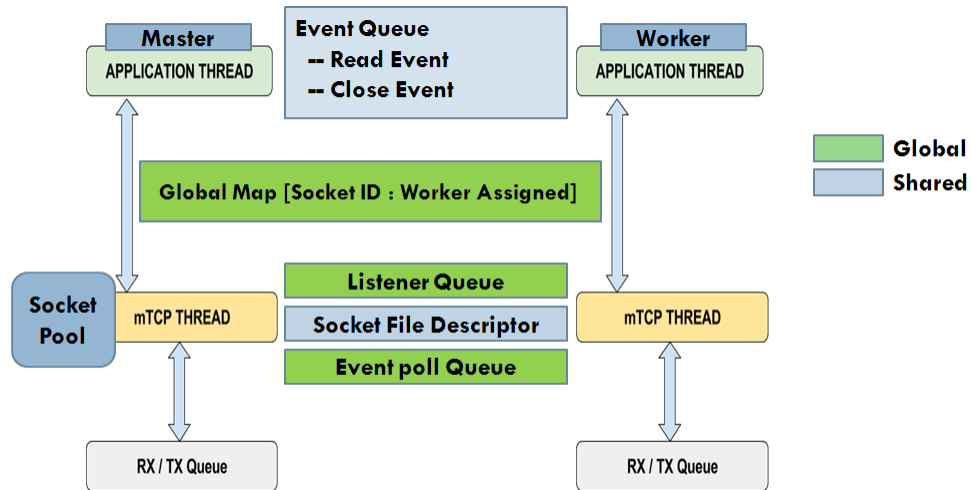 Master
APPLICATION THREAD
Event Queue
-- Read Event
-- Close Event
Worker
APPLICATION THREAD
Global
Shared
Global Map [Socket ID : Worker Assigned]
Socket
Pool
mTCP THREAD
Listener Queue
Socket File Descriptor
Event poll Queue
mTCP THREAD
RX / TX Queue
RX / TX Queue